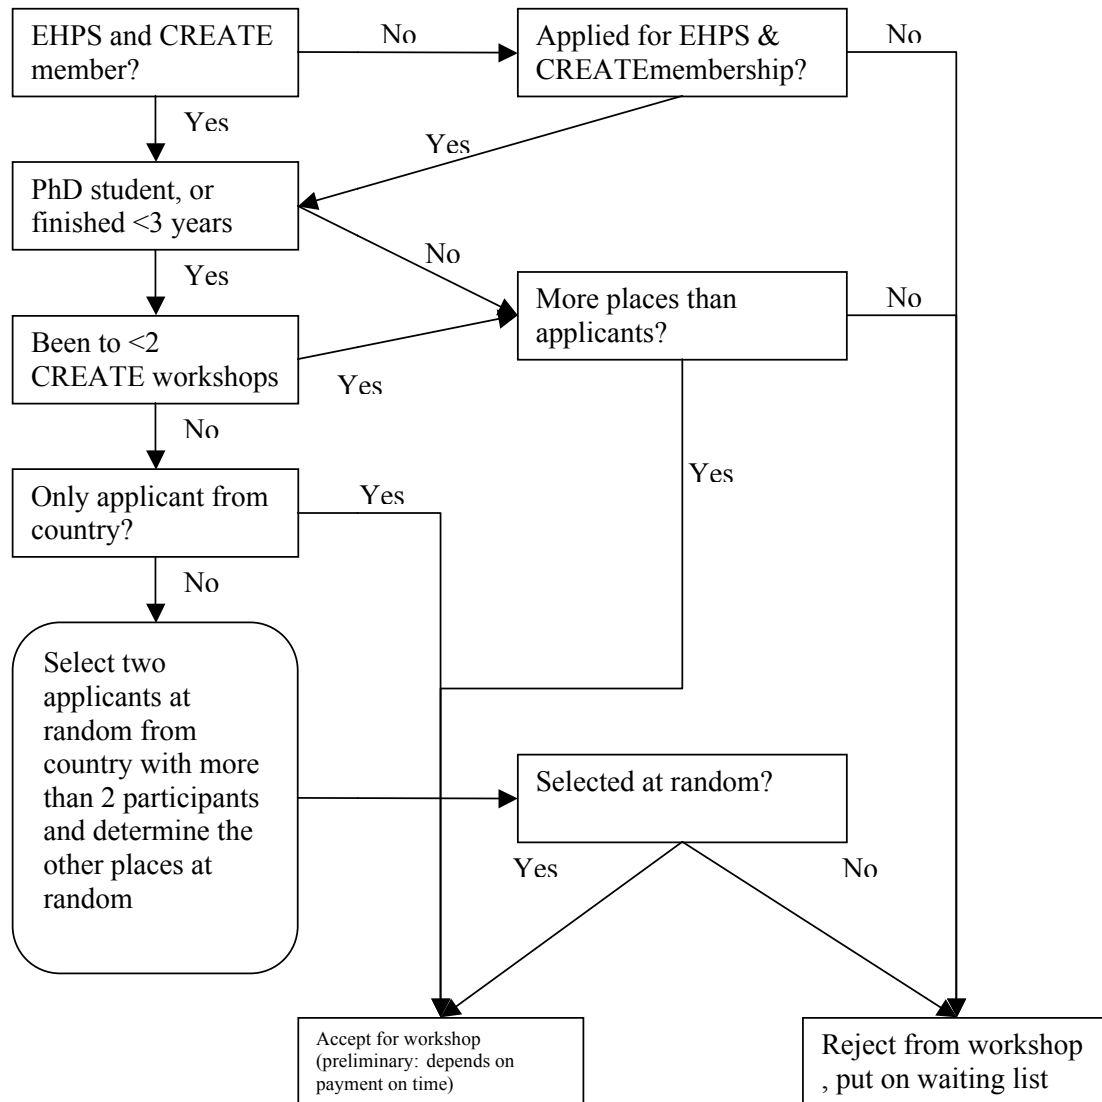 EHPS and CREATE
member?
No
Applied for EHPS &
CREATEmembership?
No
Yes
Yes
PhD student, or
finished <3 years
No
Yes
More places than
applicants?
No
Been to <2
CREATE workshops
Yes
No
Only applicant from
country?
Yes
Yes
No
Select two
applicants at
random from
country with more
than 2 participants
and determine the
other places at
random
Selected at random?
Yes
No
Accept for workshop
(preliminary: depends on
payment on time)
Reject from workshop
, put on waiting list